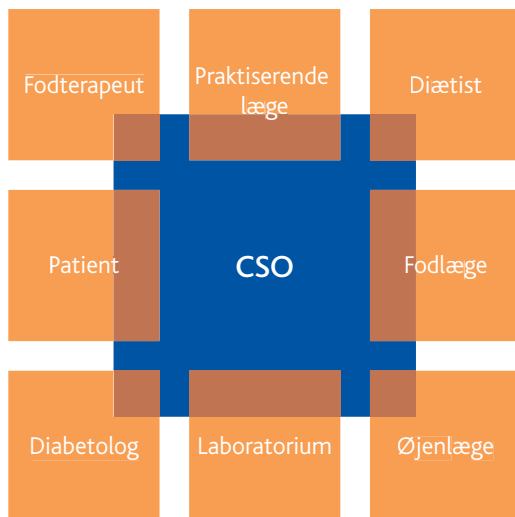 Fodterapeut
Praktiserende
læge
Diætist
Patient
CSO
Fodlæge
Diabetolog
Laboratorium
Øjenlæge